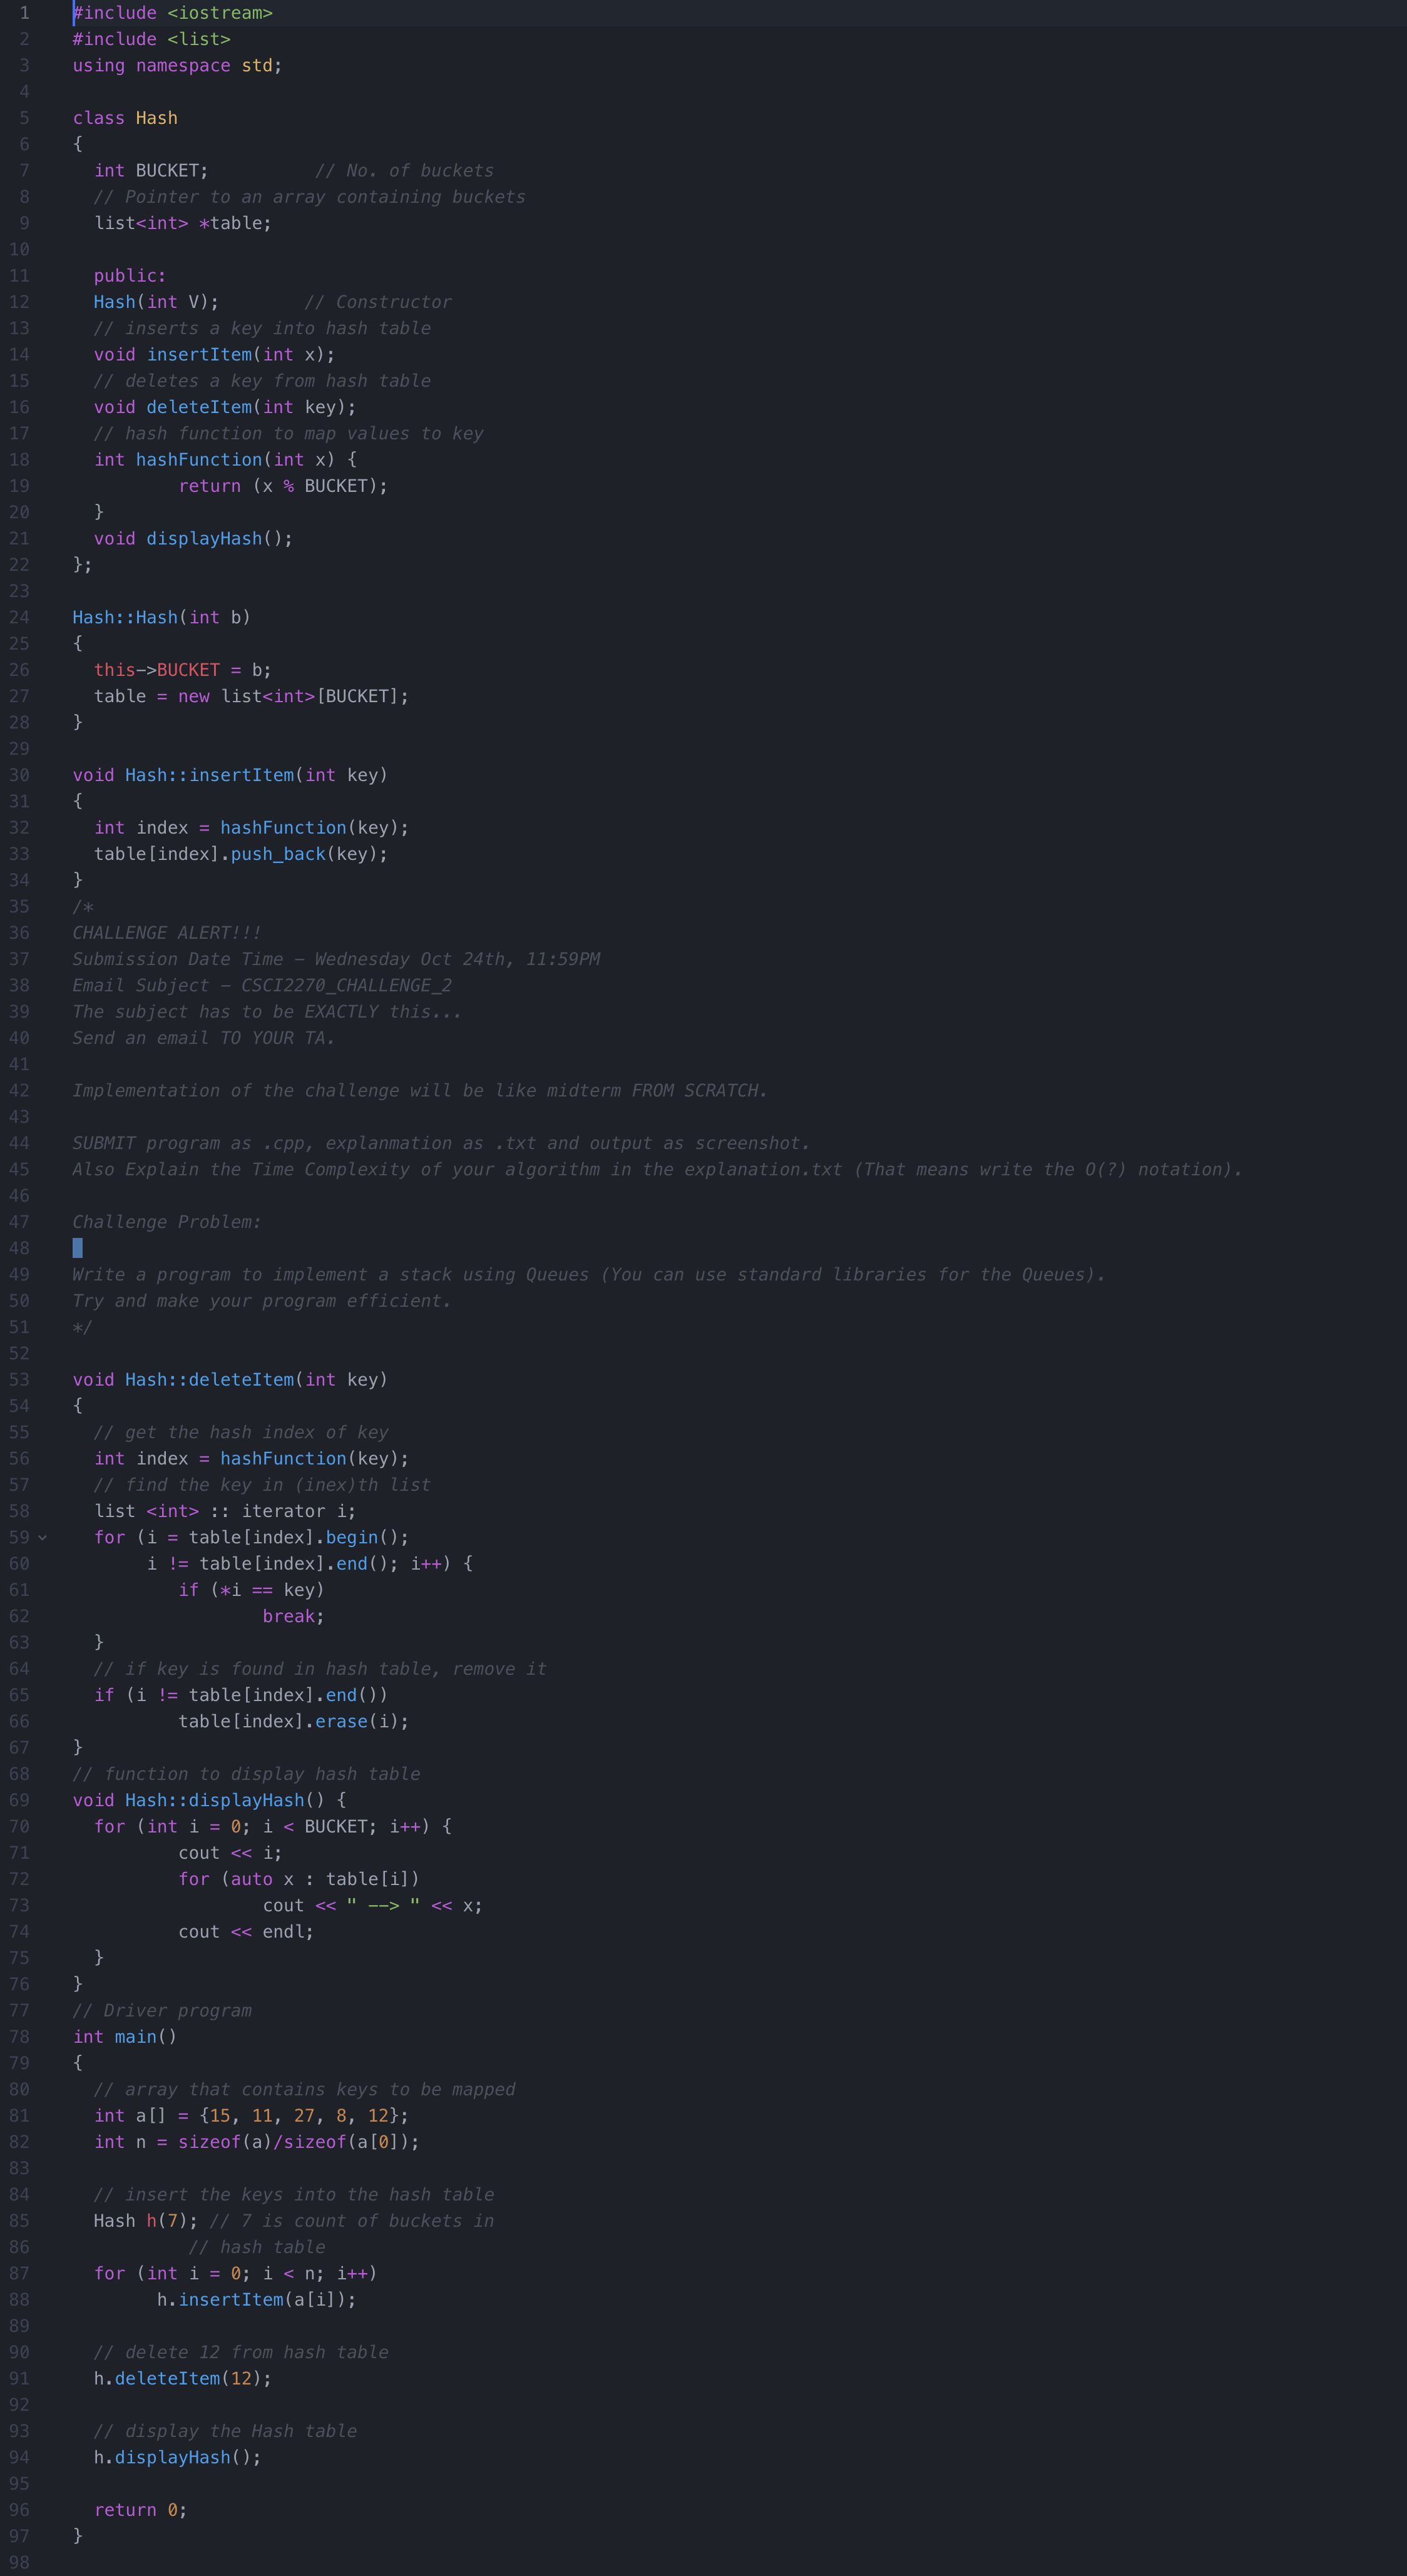 1 #include <iostream>
2 #include <list>
3 using namespace std;
4
5 class Hash
6 {
7   int BUCKET;          // No. of buckets
8   // Pointer to an array containing buckets
9   list<int> *table;
10
11   public:
12   Hash(int V);        // Constructor
13   // inserts a key into hash table
14   void insertItem(int x);
15   // deletes a key from hash table
16   void deleteItem(int key);
17   // hash function to map values to key
18   int hashFunction(int x) {
19           return (x % BUCKET);
20   }
21   void displayHash();
22 };
23
24 Hash::Hash(int b)
25 {
26   this->BUCKET = b;
27   table = new list<int>[BUCKET];
28 }
29
30 void Hash::insertItem(int key)
31 {
32   int index = hashFunction(key);
33   table[index].push_back(key);
34 }
35 /*
36 CHALLENGE ALERT!!!
37 Submission Date Time - Wednesday Oct 24th, 11:59PM
38 Email Subject - CSCI2270_CHALLENGE_2
39 The subject has to be EXACTLY this...
40 Send an email TO YOUR TA.
41
42 Implementation of the challenge will be like midterm FROM SCRATCH.
43
44 SUBMIT program as .cpp, explanmation as .txt and output as screenshot.
45 Also Explain the Time Complexity of your algorithm in the explanation.txt (That means write the O(?) notation).
46
47 Challenge Problem:
48
49 Write a program to implement a stack using Queues (You can use standard libraries for the Queues).
50 Try and make your program efficient.
51 */
52
53 void Hash::deleteItem(int key)
54 {
55   // get the hash index of key
56   int index = hashFunction(key);
57   // find the key in (inex)th list
58   list <int> :: iterator i;
59   for (i = table[index].begin();
60        i != table[index].end(); i++) {
61           if (*i == key)
62                   break;
63   }
64   // if key is found in hash table, remove it
65   if (i != table[index].end())
66           table[index].erase(i);
67 }
68 // function to display hash table
69 void Hash::displayHash() {
70   for (int i = 0; i < BUCKET; i++) {
71           cout << i;
72           for (auto x : table[i])
73                   cout << " --> " << x;
74           cout << endl;
75   }
76 }
77 // Driver program
78 int main()
79 {
80   // array that contains keys to be mapped
81   int a[] = {15, 11, 27, 8, 12};
82   int n = sizeof(a)/sizeof(a[0]);
83
84   // insert the keys into the hash table
85   Hash h(7); // 7 is count of buckets in
86            // hash table
87   for (int i = 0; i < n; i++)
88         h.insertItem(a[i]);
89
90   // delete 12 from hash table
91   h.deleteItem(12);
92
93   // display the Hash table
94   h.displayHash();
95
96   return 0;
97 }
98